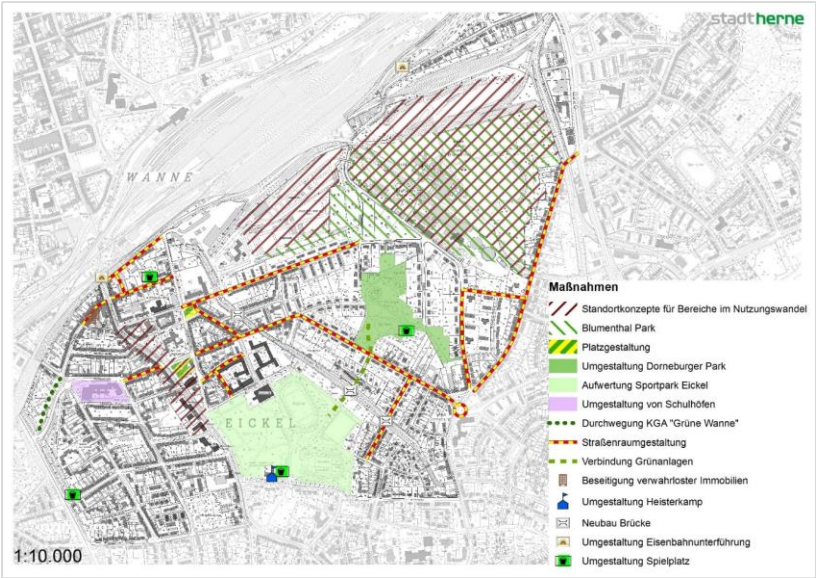 stadtherne
WANNE
EICKEL
Maßnahmen
Standortkonzepte für Bereiche im Nutzungswandel
Blumenthal Park
Platzgestaltung
Umgestaltung Dorneburger Park
Aufwertung Sportpark Eickel
Umgestaltung von Schulhöfen
Durchwegung KGA "Grüne Wanne"
Straßenraumgestaltung
Verbindung Grünanlagen
Beseitigung verwahrloster Immobilien
Umgestaltung Heisterkamp
Neubau Brücke
Umgestaltung Eisenbahnunterführung
Umgestaltung Spielplatz
1:10.000